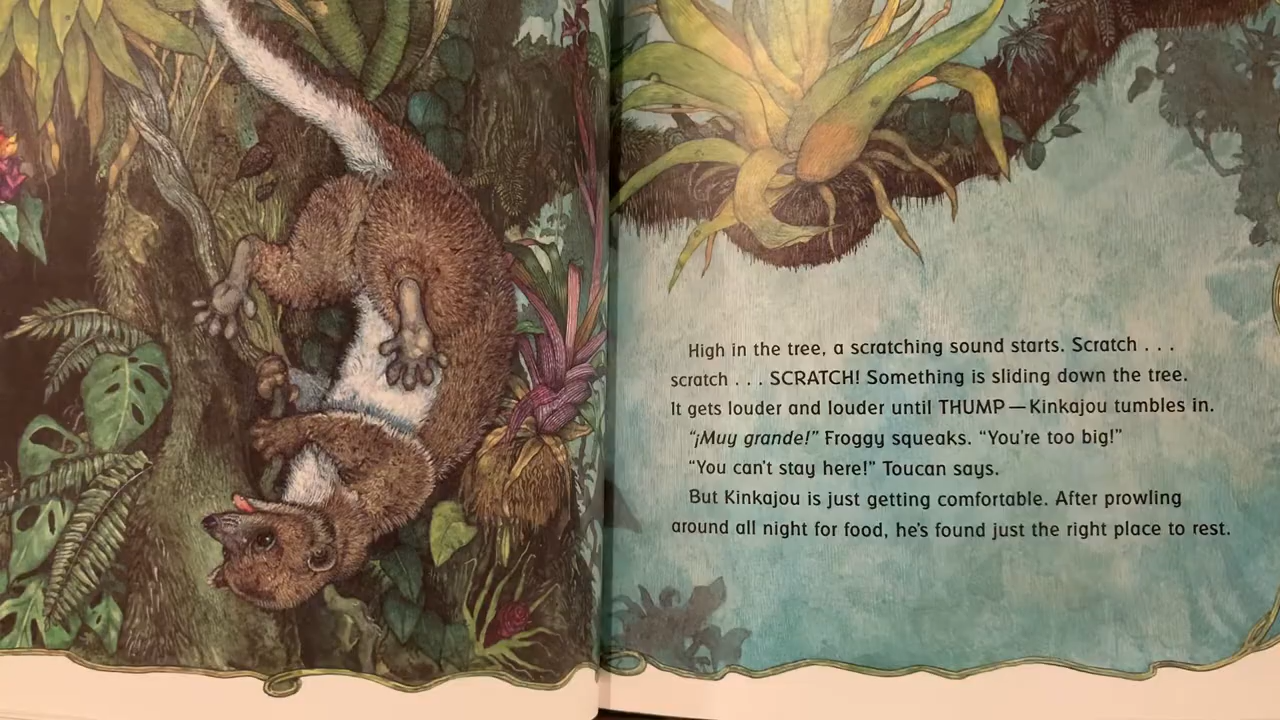 High in the tree, a scratching sound starts. Scratch . . .
scratch . . . SCRATCH! Something is sliding down the tree.
It gets louder and louder until THUMP — Kinkajou tumbles in.
"¡Muy grande!" Froggy squeaks. "You're too big!"
"You can't stay here!" Toucan says.
But Kinkajou is just getting comfortable. After prowling
around all night for food, he's found just the right place to rest.